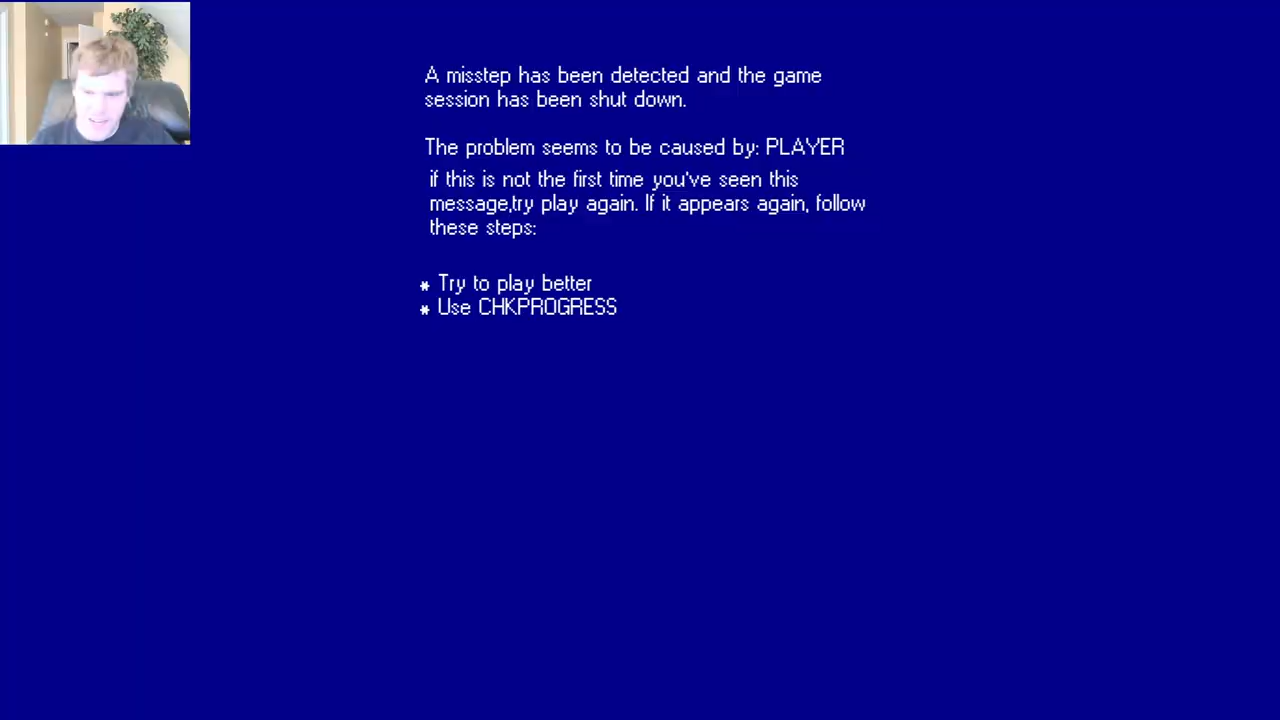 A misstep has been detected and the game
session has been shut down.
The problem seems to be caused by: PLAYER
if this is not the first time you've seen this
message,try play again. If it appears again, follow
these steps:
* Try to play better
* Use CHKPROGRESS